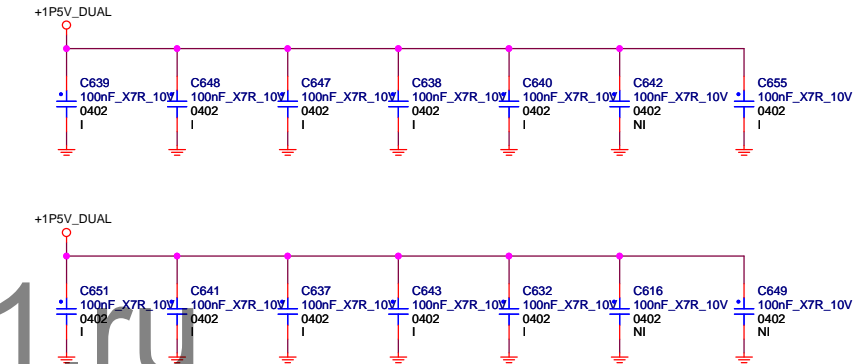 +1P5V_DUAL
C639 C648 C647 C638 C640 C642 C655
100nF_X7R_10V 100nF_X7R_10V 100nF_X7R_10V 100nF_X7R_10V 100nF_X7R_10V 100nF_X7R_10V 100nF_X7R_10V
0402 0402 0402 0402 0402 0402 0402
I I I I I NI I
+1P5V_DUAL
C651 C641 C637 C643 C632 C616 C649
100nF_X7R_10V 100nF_X7R_10V 100nF_X7R_10V 100nF_X7R_10V 100nF_X7R_10V 100nF_X7R_10V 100nF_X7R_10V
0402 0402 0402 0402 0402 0402 0402
I I I I I NI NI
1.ru